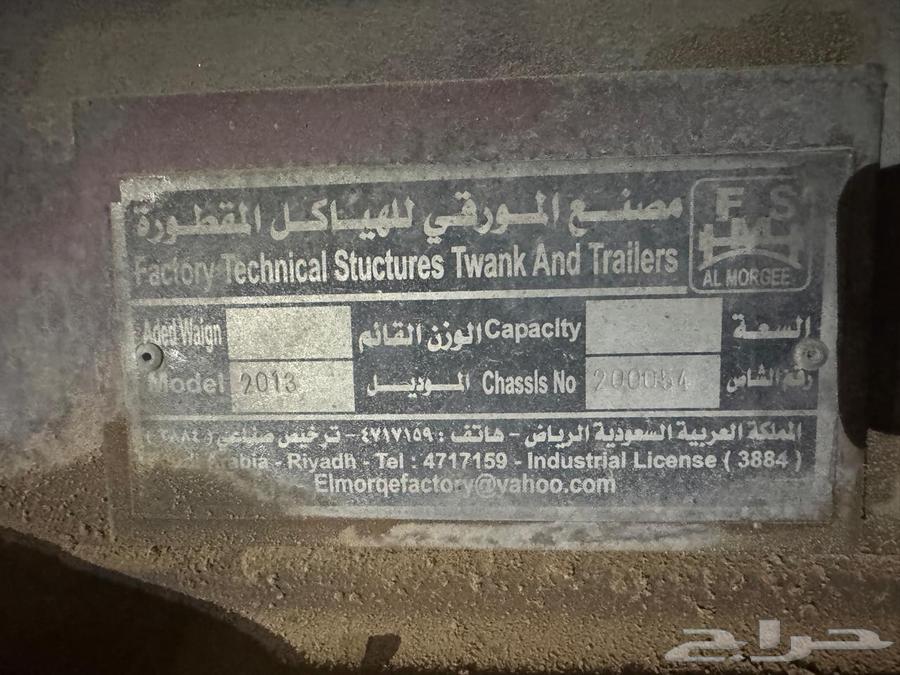 مصنع المورقي للهياكل المقطورة
Factory Technical Stuctures Twank And Trailers
F S
AL MORGEE
Aded Waign الوزن القائم Capacity السعة
Model 2013 الموديل Chassis No 200054 رقم الشاص
المملكة العربية السعودية الرياض - هاتف : ٤٧١٧١٥٩ - ترخيص صناعي ( ٣٨٨٤ )
Arabia - Riyadh - Tel : 4717159 - Industrial License ( 3884 )
Elmorqefactory@yahoo.com
حراج